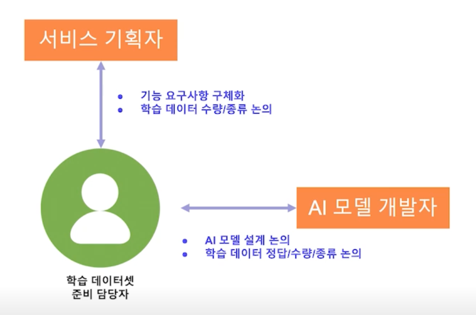 서비스 기획자
● 기능 요구사항 구체화
● 학습 데이터 수량/종류 논의
AI 모델 개발자
● AI 모델 설계 논의
● 학습 데이터 정답/수량/종류 논의
학습 데이터셋
준비 담당자